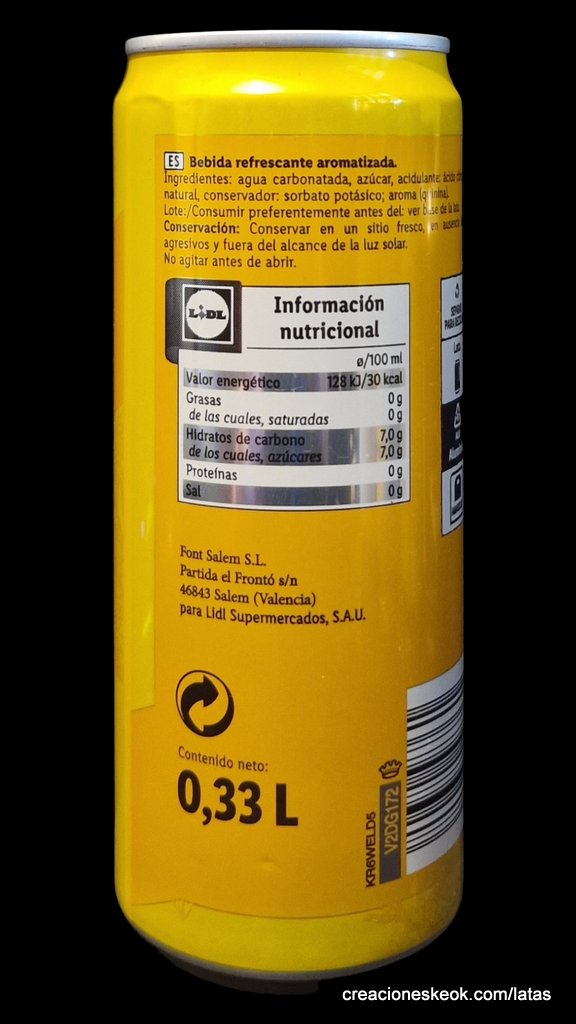 ES Bebida refrescante aromatizada.
Ingredientes: agua carbonatada, azúcar, acidulante: ácido
natural, conservador: sorbato potásico; aroma (quinina).
Lote:/Consumir preferentemente antes del: ver base de la lata.
Conservación: Conservar en un sitio fresco, en ausencia
agresivos y fuera del alcance de la luz solar.
No agitar antes de abrir.
LIDL
Información
nutricional
ø/100 ml
Valor energético 128 kJ/30 kcal
Grasas 0 g
de las cuales, saturadas 0 g
Hidratos de carbono 7,0 g
de los cuales, azúcares 7,0 g
Proteínas 0 g
Sal 0 g
Lata
Font Salem S.L.
Partida el Frontó s/n
46843 Salem (Valencia)
para Lidl Supermercados, S.A.U.
Contenido neto:
0,33 L
KR6WELD5
V2DG172
creacioneskeok.com/latas